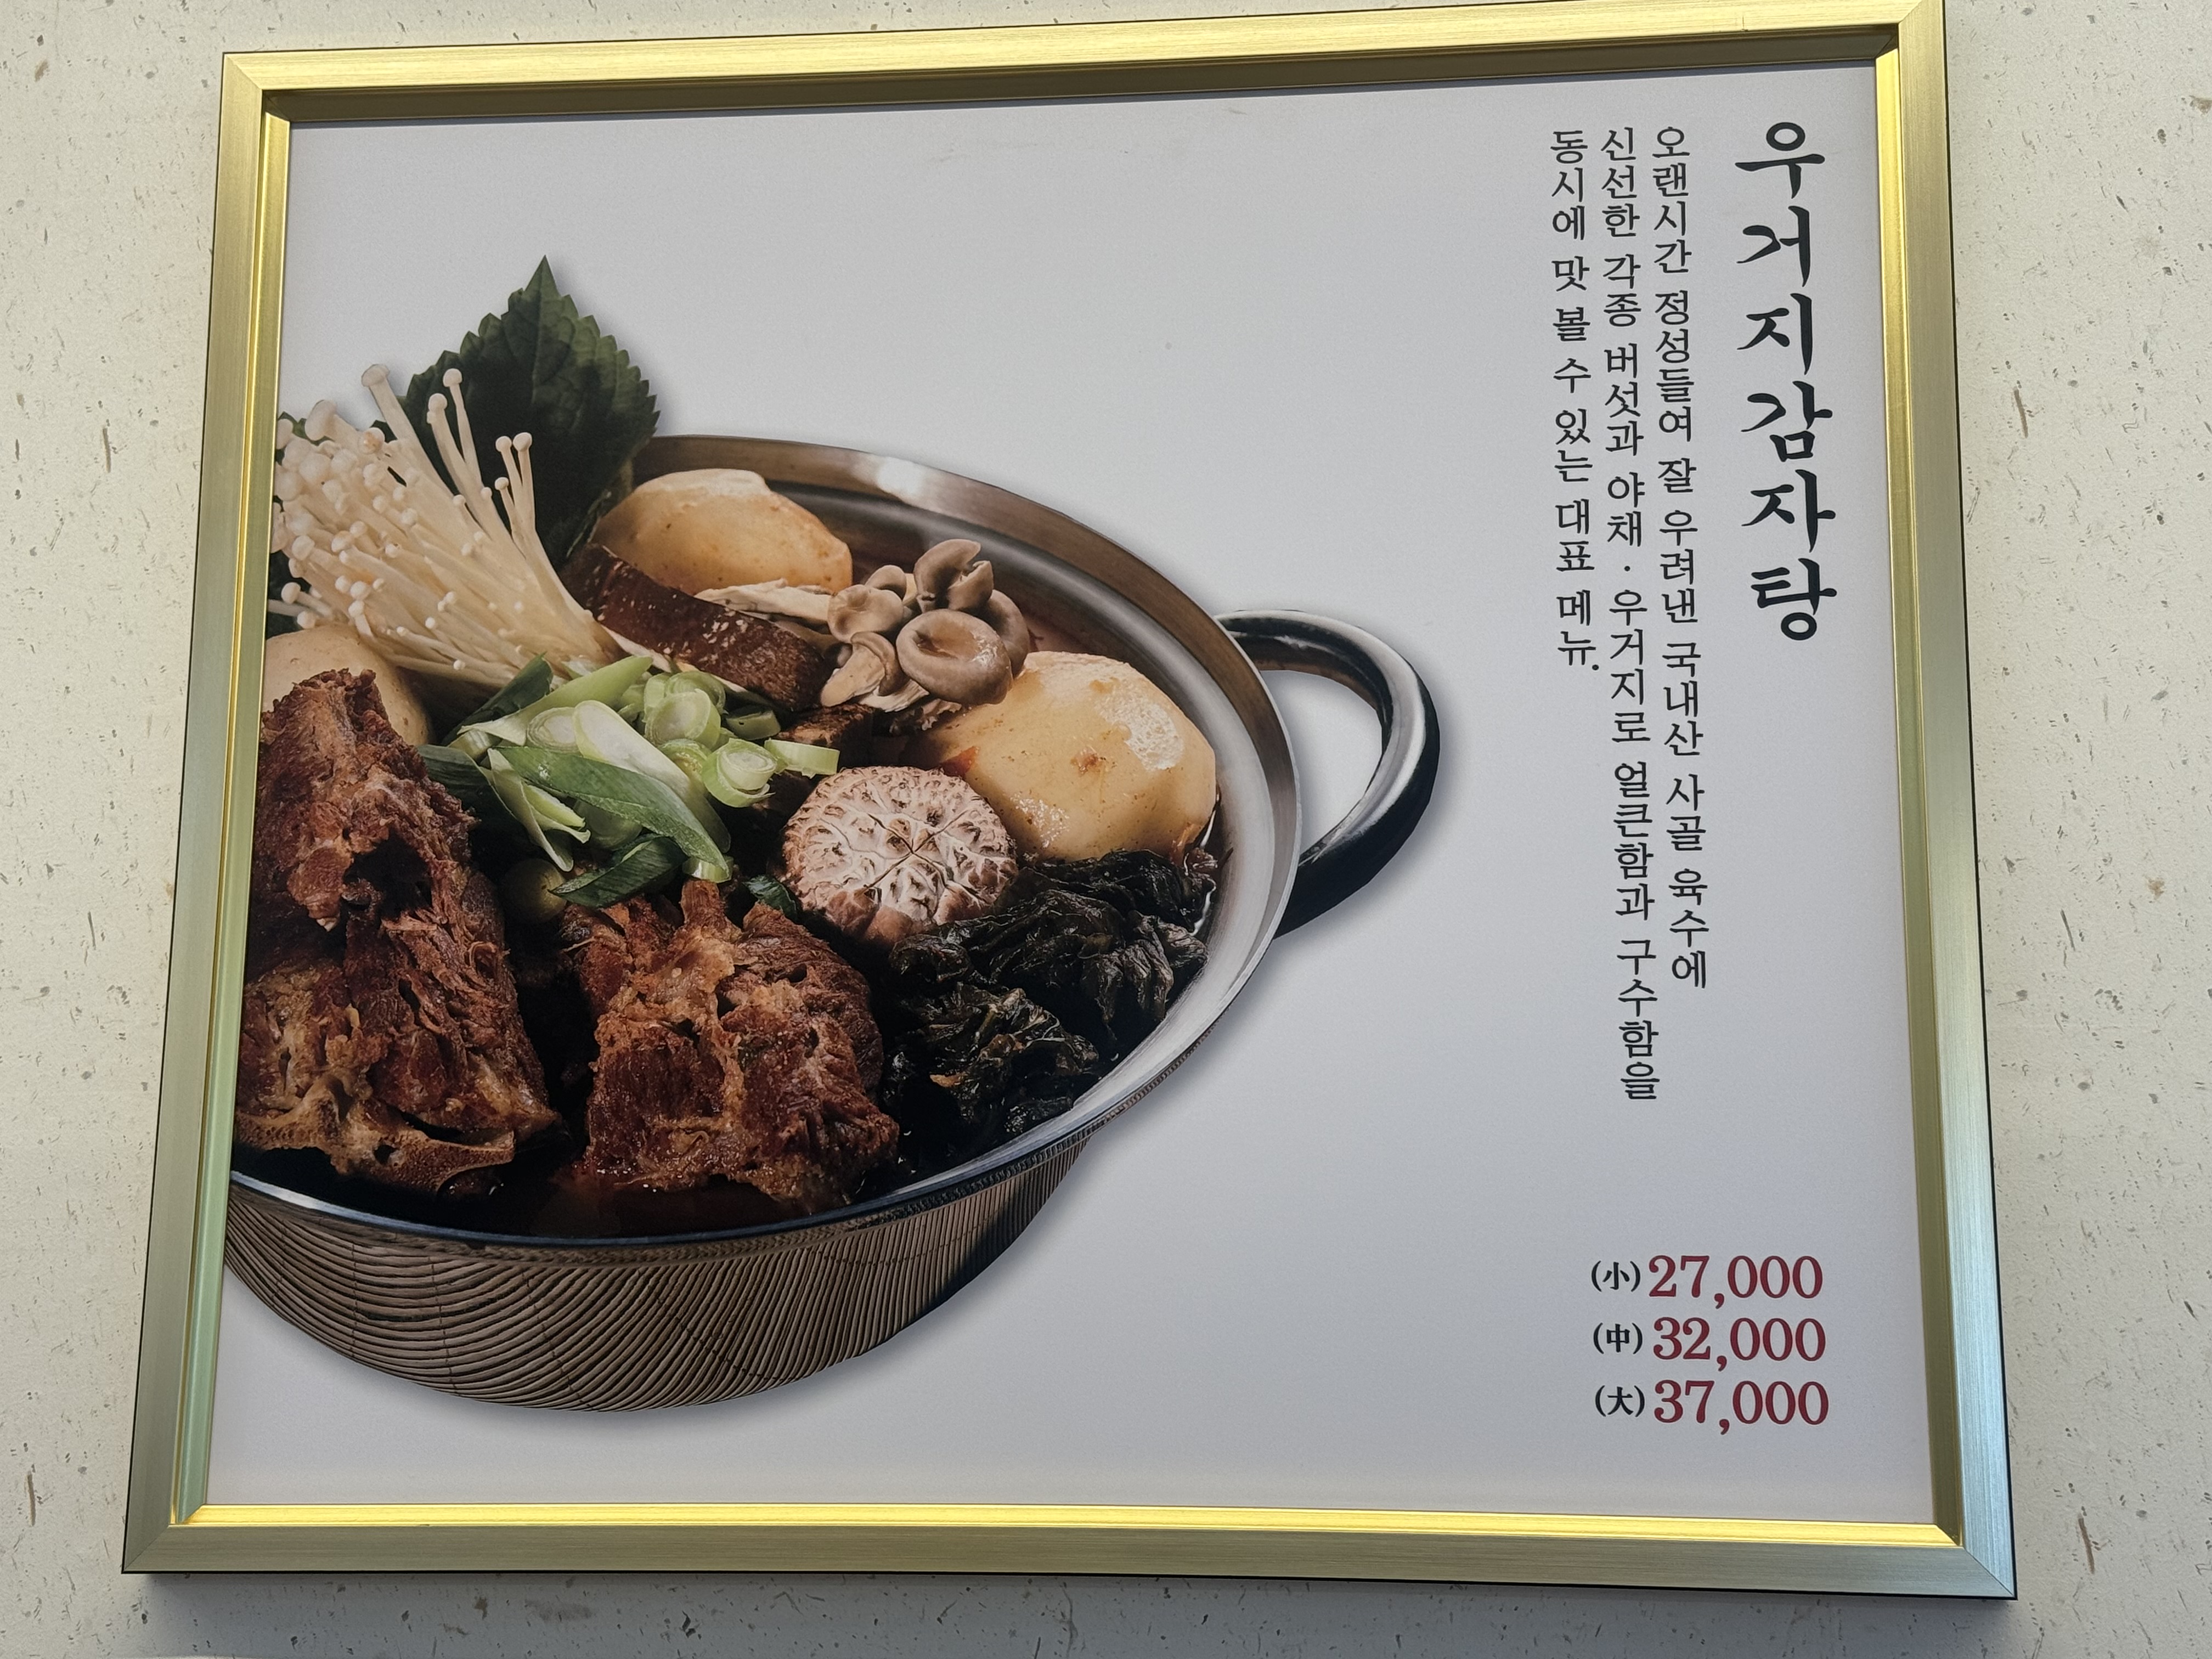 우거지감자탕
오랜시간 정성들여 잘 우려낸 국내산 사골 육수에
신선한 각종 버섯과 야채 · 우거지로 얼큰함과 구수함을
동시에 맛 볼 수 있는 대표 메뉴.
(小) 27,000
(中) 32,000
(大) 37,000